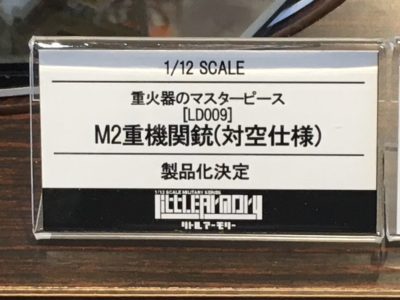 1/12 SCALE
重火器のマスターピース
[LD009]
M2重機関銃(対空仕様)
製品化決定
1/12 SCALE MILITARY SERIES
LittleArmory
リトルアーモリー